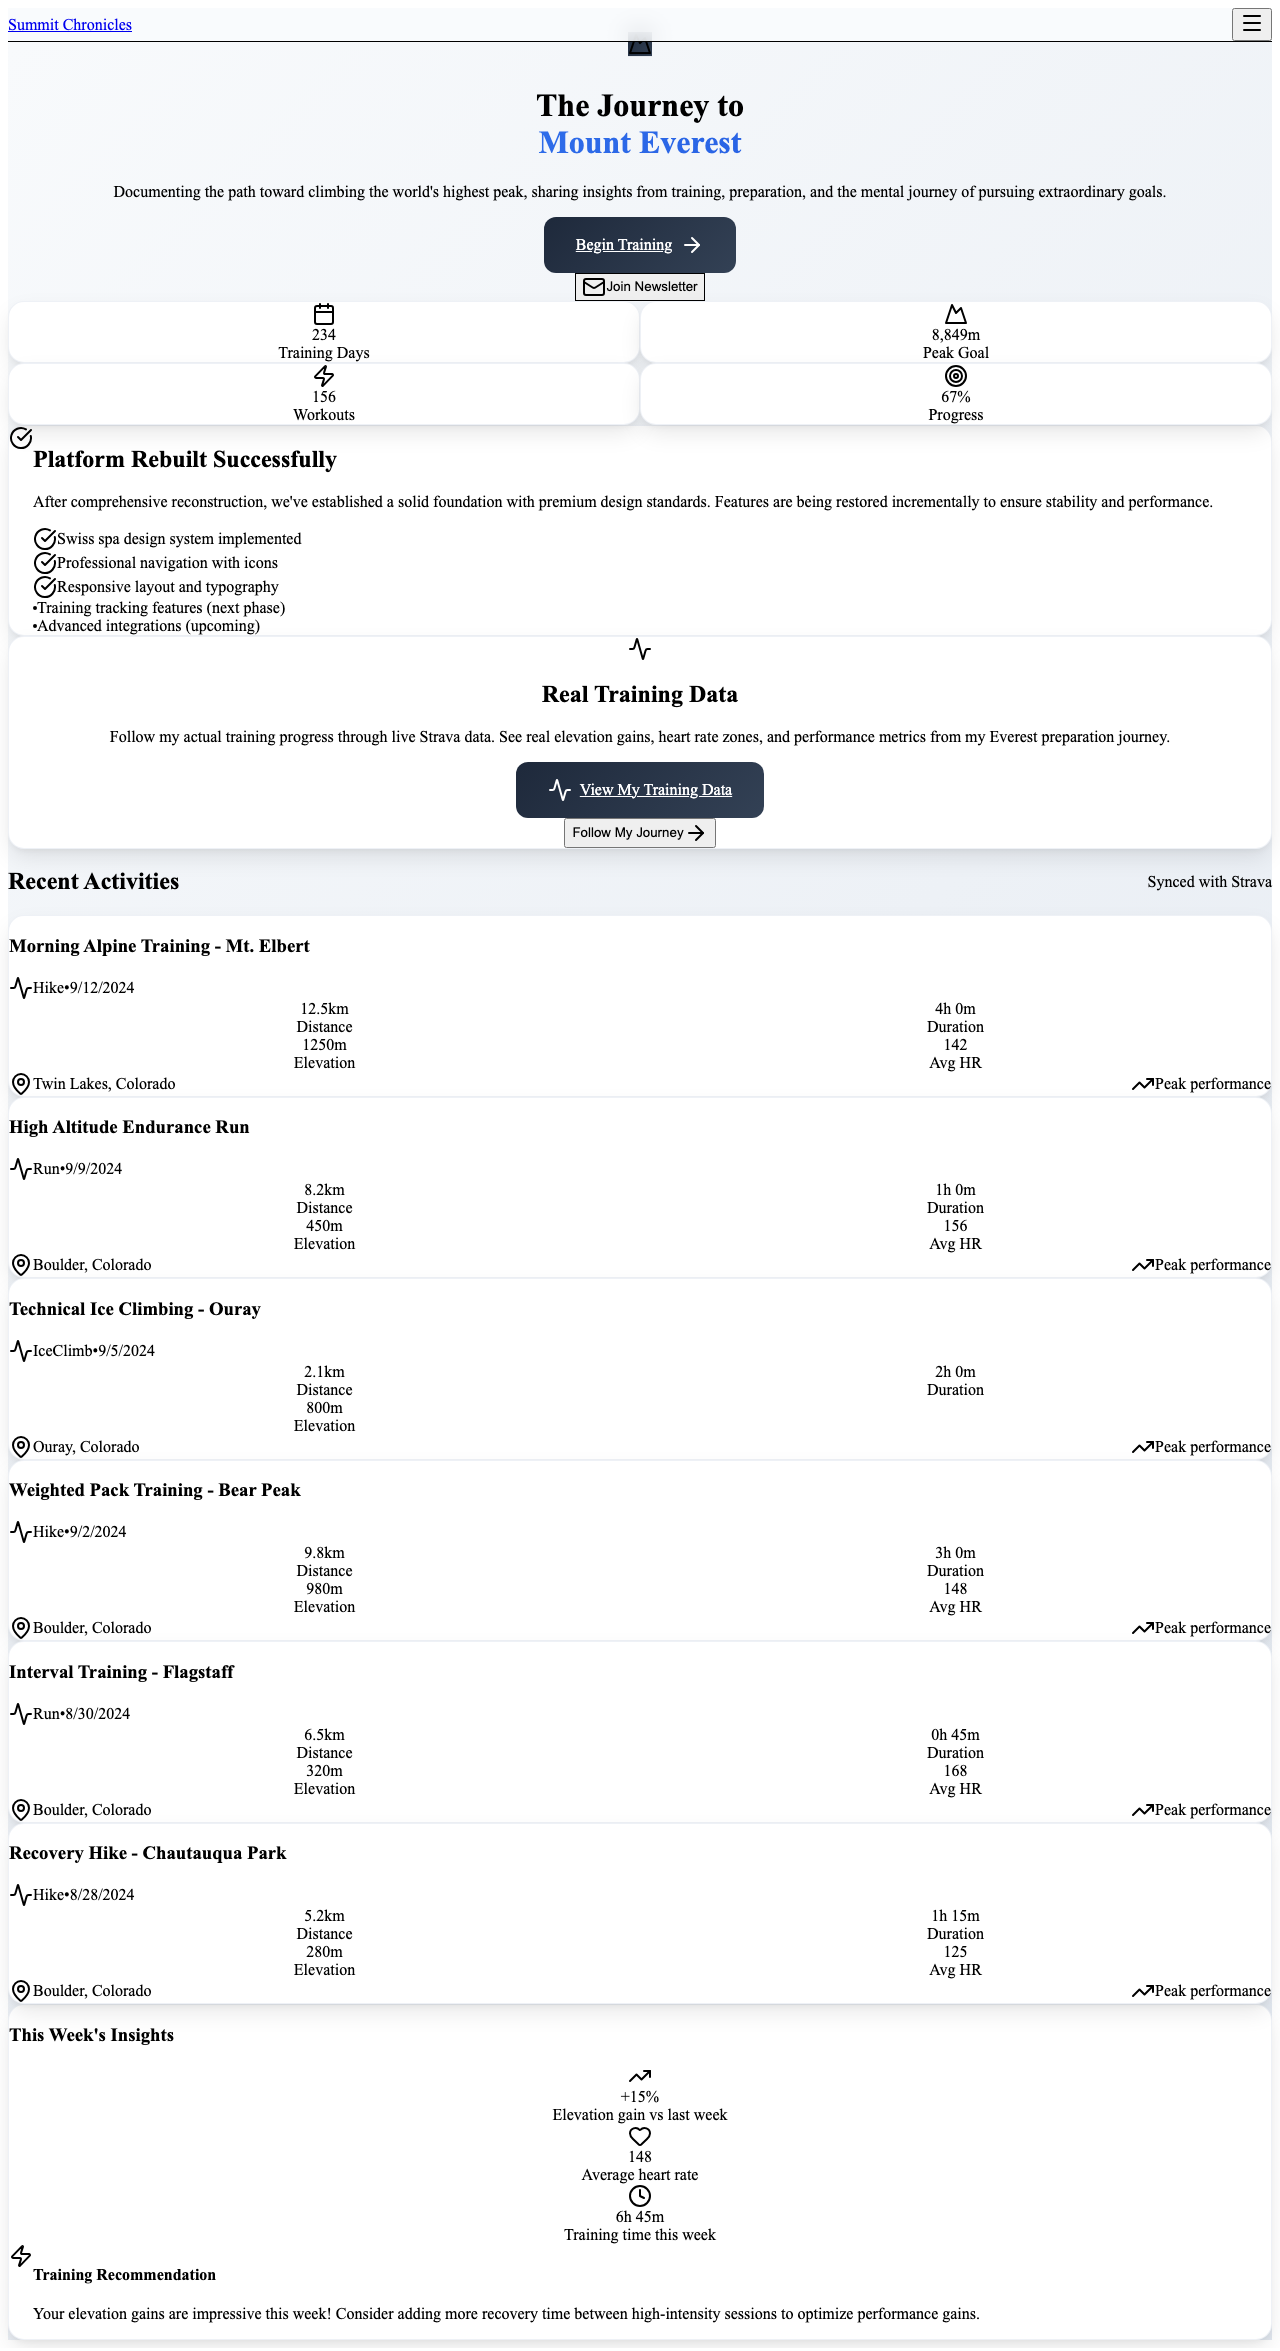 Summit Chronicles
The Journey to
Mount Everest
Documenting the path toward climbing the world's highest peak, sharing insights from training, preparation, and the mental journey of pursuing extraordinary goals.
Begin Training
Join Newsletter
234
Training Days
8,849m
Peak Goal
156
Workouts
67%
Progress
Platform Rebuilt Successfully
After comprehensive reconstruction, we've established a solid foundation with premium design standards. Features are being restored incrementally to ensure stability and performance.
Swiss spa design system implemented
Professional navigation with icons
Responsive layout and typography
•Training tracking features (next phase)
•Advanced integrations (upcoming)
Real Training Data
Follow my actual training progress through live Strava data. See real elevation gains, heart rate zones, and performance metrics from my Everest preparation journey.
View My Training Data
Follow My Journey
Recent Activities
Synced with Strava
Morning Alpine Training - Mt. Elbert
Hike•9/12/2024
12.5km
Distance
4h 0m
Duration
1250m
Elevation
142
Avg HR
Twin Lakes, Colorado
Peak performance
High Altitude Endurance Run
Run•9/9/2024
8.2km
Distance
1h 0m
Duration
450m
Elevation
156
Avg HR
Boulder, Colorado
Peak performance
Technical Ice Climbing - Ouray
IceClimb•9/5/2024
2.1km
Distance
2h 0m
Duration
800m
Elevation
Ouray, Colorado
Peak performance
Weighted Pack Training - Bear Peak
Hike•9/2/2024
9.8km
Distance
3h 0m
Duration
980m
Elevation
148
Avg HR
Boulder, Colorado
Peak performance
Interval Training - Flagstaff
Run•8/30/2024
6.5km
Distance
0h 45m
Duration
320m
Elevation
168
Avg HR
Boulder, Colorado
Peak performance
Recovery Hike - Chautauqua Park
Hike•8/28/2024
5.2km
Distance
1h 15m
Duration
280m
Elevation
125
Avg HR
Boulder, Colorado
Peak performance
This Week's Insights
+15%
Elevation gain vs last week
148
Average heart rate
6h 45m
Training time this week
Training Recommendation
Your elevation gains are impressive this week! Consider adding more recovery time between high-intensity sessions to optimize performance gains.